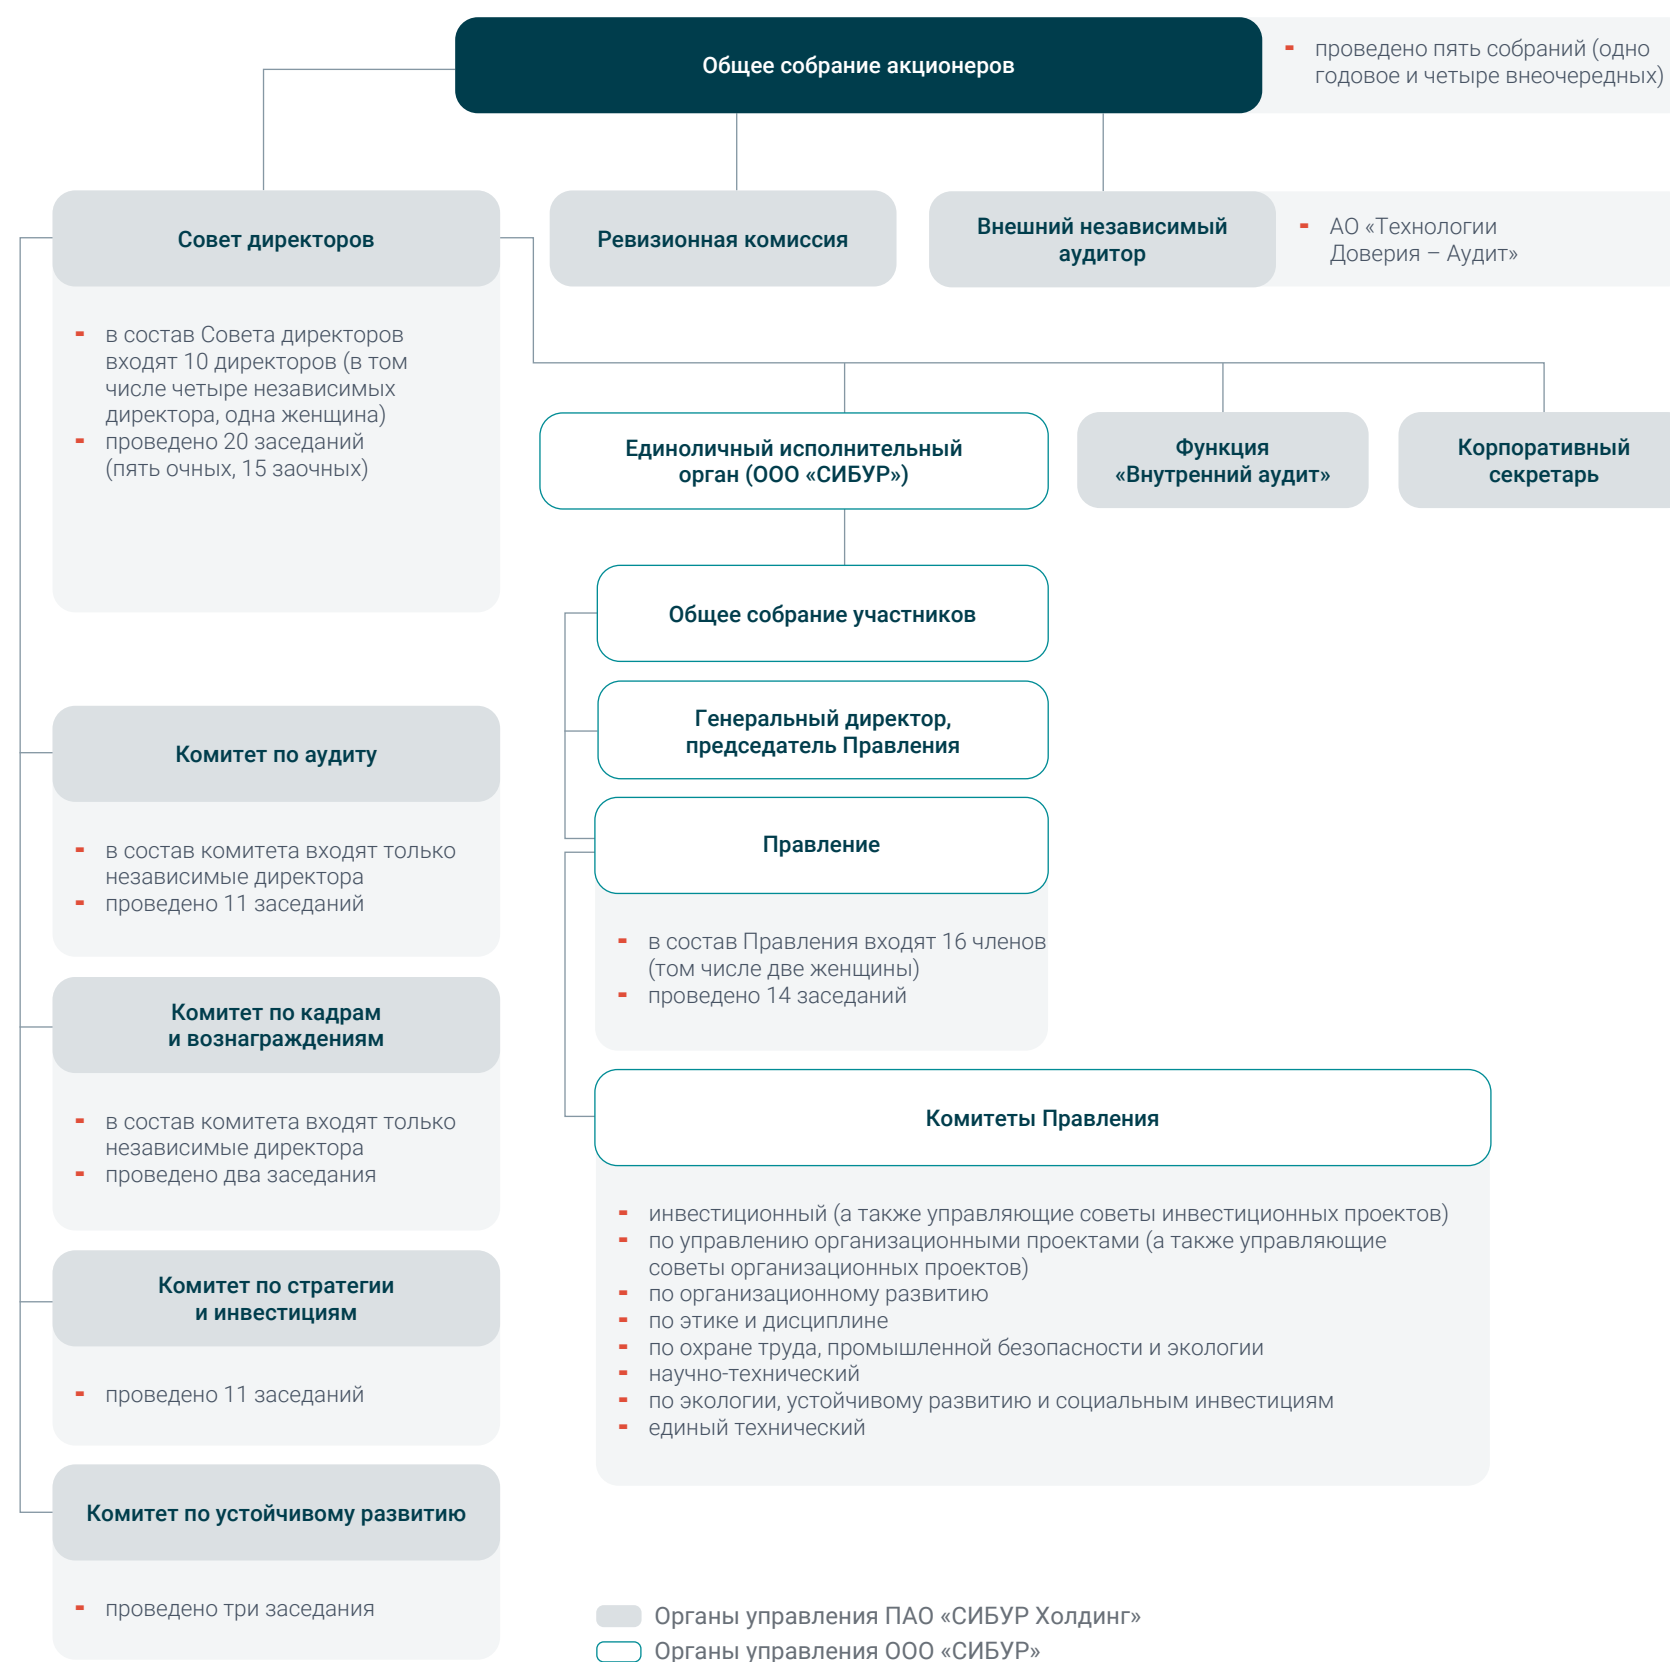 Общее собрание акционеров
- проведено пять собраний (одно
годовое и четыре внеочередных)
Совет директоров
Ревизионная комиссия
Внешний независимый
аудитор
- АО «Технологии
Доверия – Аудит»
- в состав Совета директоров
входят 10 директоров (в том
числе четыре независимых
директора, одна женщина)
- проведено 20 заседаний
(пять очных, 15 заочных)
Единоличный исполнительный
орган (ООО «СИБУР»)
Функция
«Внутренний аудит»
Корпоративный
секретарь
Общее собрание участников
Генеральный директор,
председатель Правления
Правление
- в состав Правления входят 16 членов
(том числе две женщины)
- проведено 14 заседаний
Комитет по аудиту
- в состав комитета входят только
независимые директора
- проведено 11 заседаний
Комитет по кадрам
и вознаграждениям
- в состав комитета входят только
независимые директора
- проведено два заседания
Комитеты Правления
- инвестиционный (а также управляющие советы инвестиционных проектов)
- по управлению организационными проектами (а также управляющие
советы организационных проектов)
- по организационному развитию
- по этике и дисциплине
- по охране труда, промышленной безопасности и экологии
- научно-технический
- по экологии, устойчивому развитию и социальным инвестициям
- единый технический
Комитет по стратегии
и инвестициям
- проведено 11 заседаний
Комитет по устойчивому развитию
- проведено три заседания
Органы управления ПАО «СИБУР Холдинг»
Органы управления ООО «СИБУР»